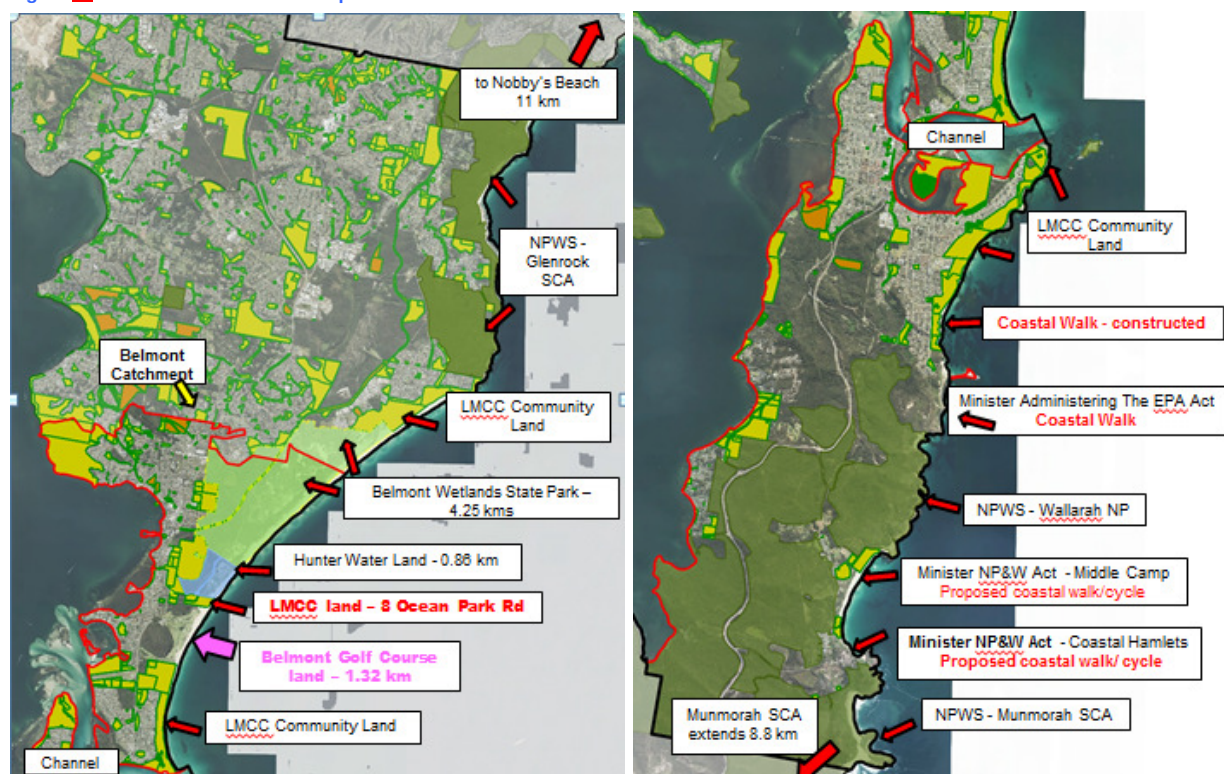 to Nobby's Beach
11 km
NPWS -
Glenrock
SCA
Belmont
Catchment
LMCC Community
Land
Belmont Wetlands State Park –
4.25 kms
Hunter Water Land - 0.86 km
LMCC land – 8 Ocean Park Rd
Belmont Golf Course
land – 1.32 km
LMCC Community Land
Channel
Channel
LMCC Community
Land
Coastal Walk - constructed
Minister Administering The EPA Act
Coastal Walk
NPWS - Wallarah NP
Minister NP&W Act - Middle Camp
Proposed coastal walk/cycle
Minister NP&W Act - Coastal Hamlets
Proposed coastal walk/ cycle
Munmorah SCA
extends 8.8 km
NPWS - Munmorah SCA